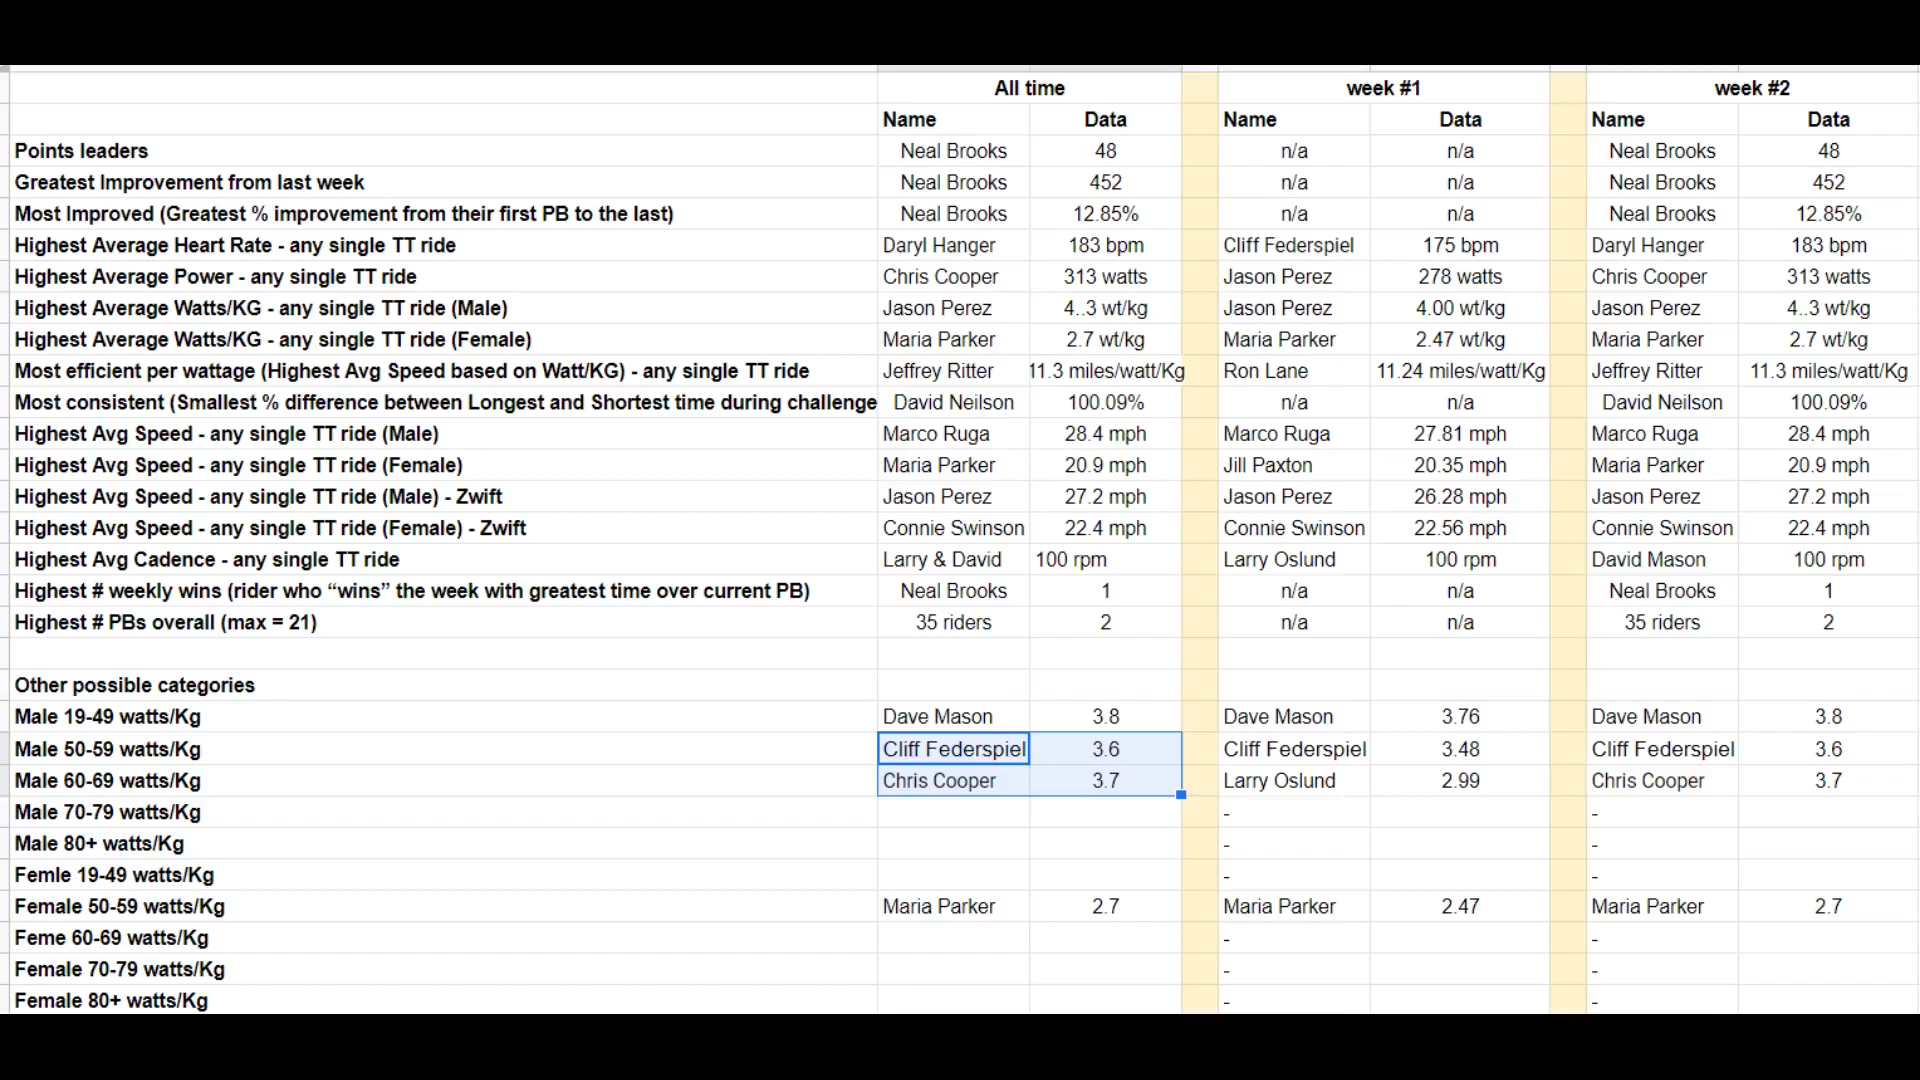 All time week #1 week #2
Name Data Name Data Name Data
Points leaders Neal Brooks 48 n/a n/a Neal Brooks 48
Greatest Improvement from last week Neal Brooks 452 n/a n/a Neal Brooks 452
Most Improved (Greatest % improvement from their first PB to the last) Neal Brooks 12.85% n/a n/a Neal Brooks 12.85%
Highest Average Heart Rate - any single TT ride Daryl Hanger 183 bpm Cliff Federspiel 175 bpm Daryl Hanger 183 bpm
Highest Average Power - any single TT ride Chris Cooper 313 watts Jason Perez 278 watts Chris Cooper 313 watts
Highest Average Watts/KG - any single TT ride (Male) Jason Perez 4..3 wt/kg Jason Perez 4.00 wt/kg Jason Perez 4..3 wt/kg
Highest Average Watts/KG - any single TT ride (Female) Maria Parker 2.7 wt/kg Maria Parker 2.47 wt/kg Maria Parker 2.7 wt/kg
Most efficient per wattage (Highest Avg Speed based on Watt/KG) - any single TT ride Jeffrey Ritter 11.3 miles/watt/Kg Ron Lane 11.24 miles/watt/Kg Jeffrey Ritter 11.3 miles/watt/Kg
Most consistent (Smallest % difference between Longest and Shortest time during challenge David Neilson 100.09% n/a n/a David Neilson 100.09%
Highest Avg Speed - any single TT ride (Male) Marco Ruga 28.4 mph Marco Ruga 27.81 mph Marco Ruga 28.4 mph
Highest Avg Speed - any single TT ride (Female) Maria Parker 20.9 mph Jill Paxton 20.35 mph Maria Parker 20.9 mph
Highest Avg Speed - any single TT ride (Male) - Zwift Jason Perez 27.2 mph Jason Perez 26.28 mph Jason Perez 27.2 mph
Highest Avg Speed - any single TT ride (Female) - Zwift Connie Swinson 22.4 mph Connie Swinson 22.56 mph Connie Swinson 22.4 mph
Highest Avg Cadence - any single TT ride Larry & David 100 rpm Larry Oslund 100 rpm David Mason 100 rpm
Highest # weekly wins (rider who “wins” the week with greatest time over current PB) Neal Brooks 1 n/a n/a Neal Brooks 1
Highest # PBs overall (max = 21) 35 riders 2 n/a n/a 35 riders 2
Other possible categories
Male 19-49 watts/Kg Dave Mason 3.8 Dave Mason 3.76 Dave Mason 3.8
Male 50-59 watts/Kg Cliff Federspiel 3.6 Cliff Federspiel 3.48 Cliff Federspiel 3.6
Male 60-69 watts/Kg Chris Cooper 3.7 Larry Oslund 2.99 Chris Cooper 3.7
Male 70-79 watts/Kg - -
Male 80+ watts/Kg - -
Femle 19-49 watts/Kg - -
Female 50-59 watts/Kg Maria Parker 2.7 Maria Parker 2.47 Maria Parker 2.7
Feme 60-69 watts/Kg - -
Female 70-79 watts/Kg - -
Female 80+ watts/Kg - -